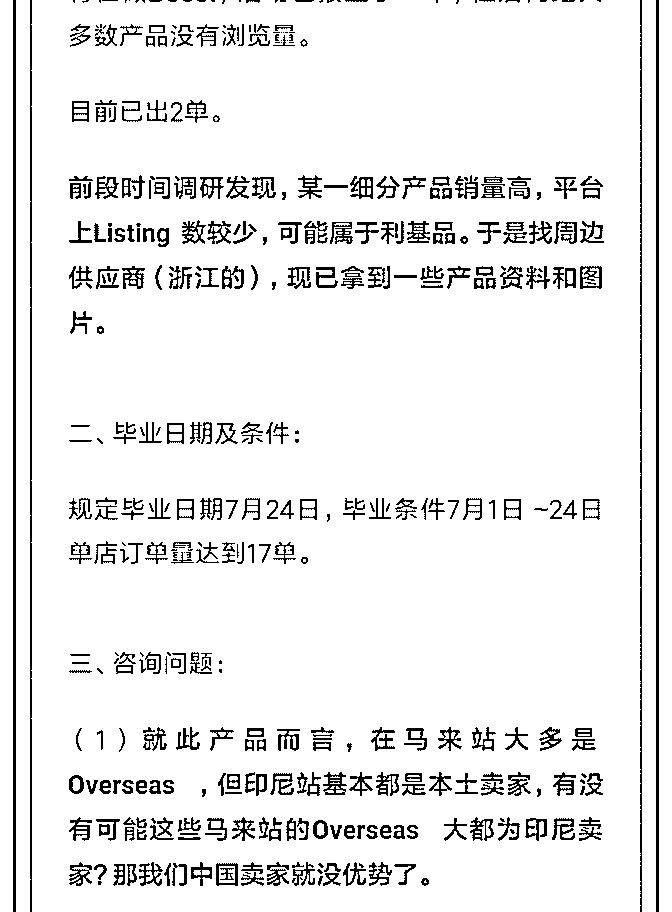 多数产品没有浏览量。
目前已出2单。
前段时间调研发现，某一细分产品销量高，平台
上Listing 数较少，可能属于利基品。于是找周边
供应商（浙江的），现已拿到一些产品资料和图
片。
二、毕业日期及条件：
规定毕业日期7月24日，毕业条件7月1日 ~24日
单店订单量达到17单。
三、咨询问题：
（1）就此产品而言，在马来站大多是
Overseas ，但印尼站基本都是本土卖家，有没
有可能这些马来站的Overseas 大都为印尼卖
家？那我们中国卖家就没优势了。